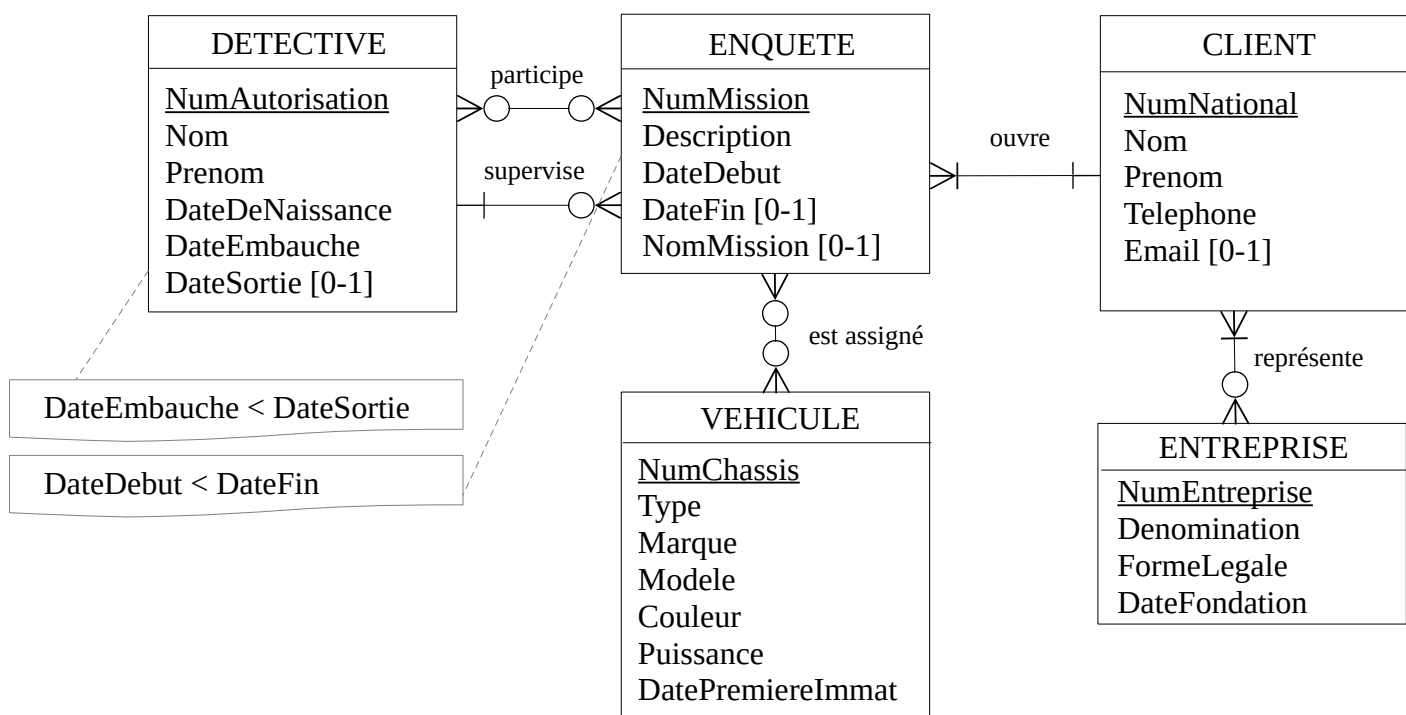 DETECTIVE
NumAutorisation
Nom
Prenom
DateDeNaissance
DateEmbauche
DateSortie [0-1]
participe
supervise
ENQUETE
NumMission
Description
DateDebut
DateFin [0-1]
NomMission [0-1]
ouvre
CLIENT
NumNational
Nom
Prenom
Telephone
Email [0-1]
est assigné
représente
DateEmbauche < DateSortie
DateDebut < DateFin
VEHICULE
NumChassis
Type
Marque
Modele
Couleur
Puissance
DatePremiereImmat
ENTREPRISE
NumEntreprise
Denomination
FormeLegale
DateFondation